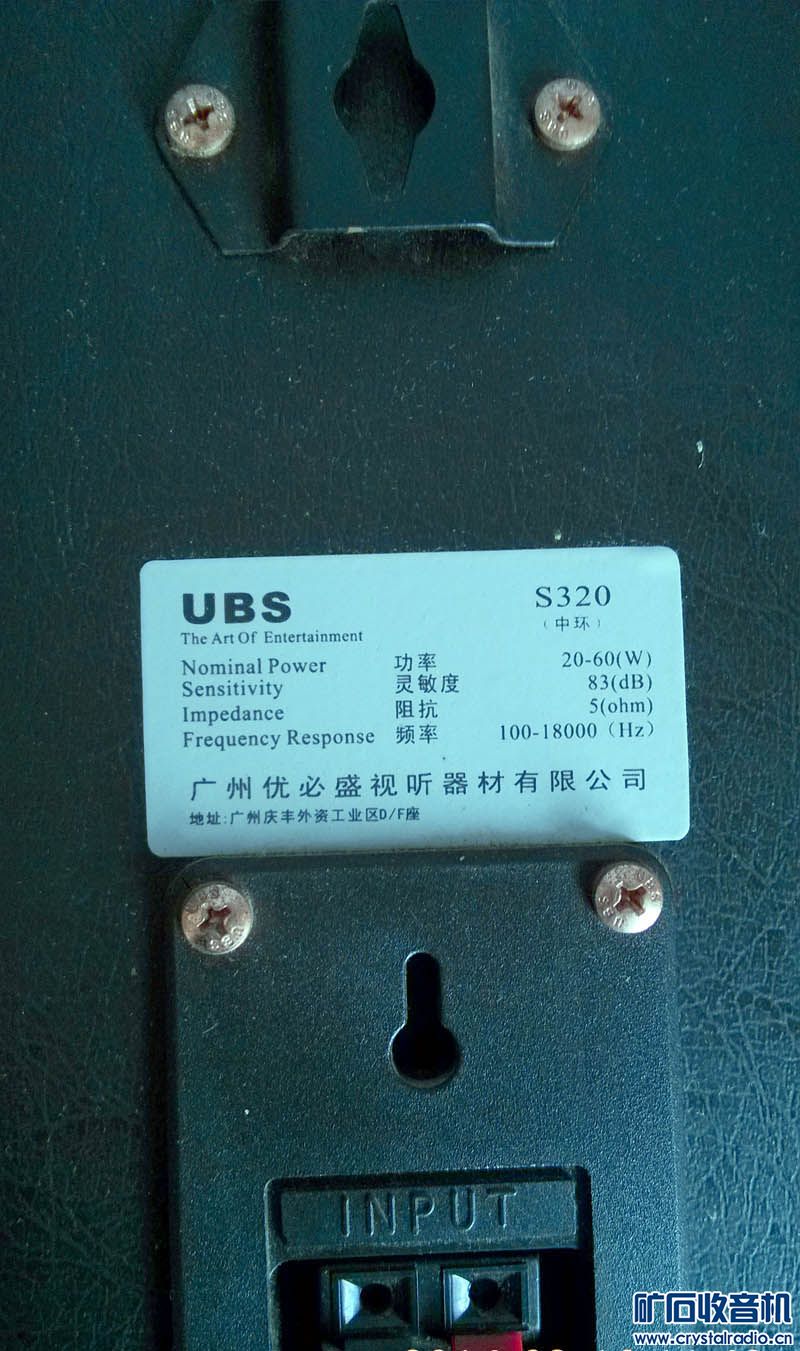 UBS
S320
The Art Of Entertainment
(中环)
Nominal Power 功率 20-60(W)
Sensitivity 灵敏度 83(dB)
Impedance 阻抗 5(ohm)
Frequency Response 频率 100-18000（Hz）
广州优必盛视听器材有限公司
地址:广州庆丰外资工业区D/F座
INPUT
矿石收音机
www.crystalradio.cn